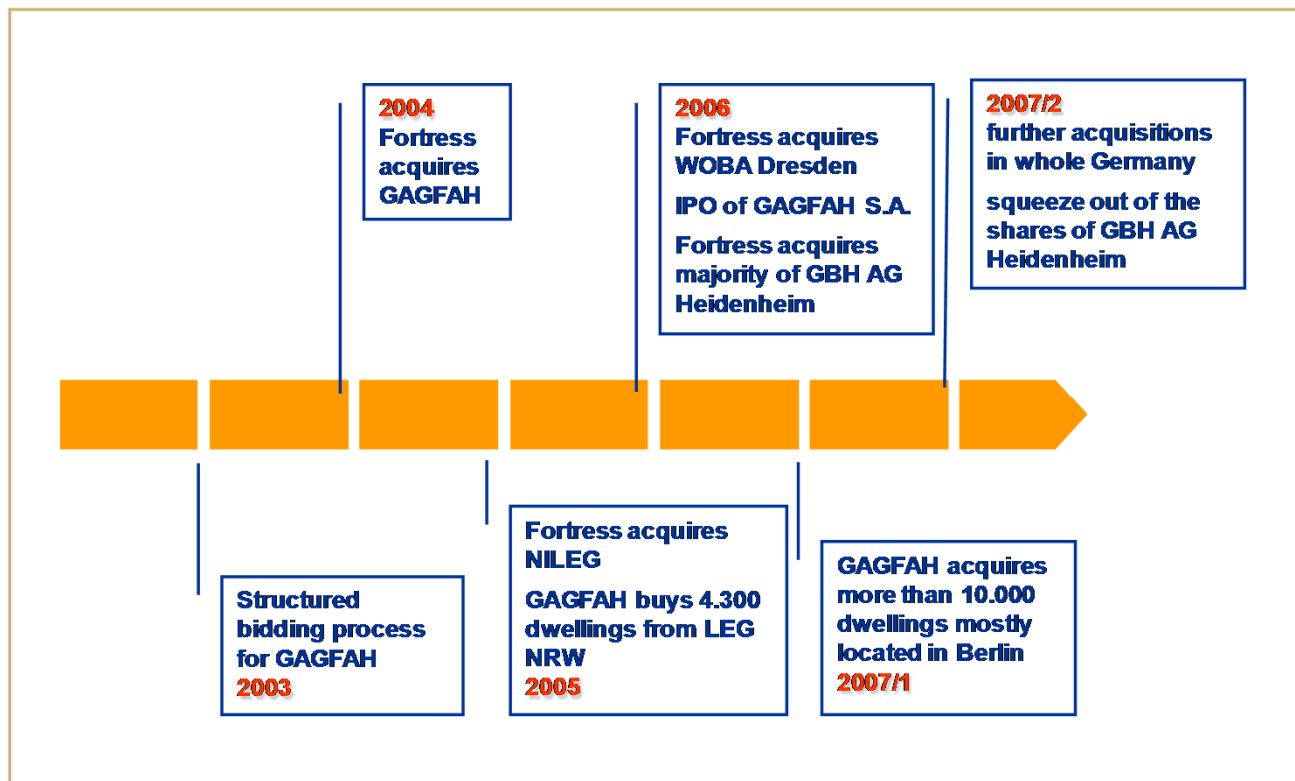 2004
Fortress
acquires
GAGFAH
2006
Fortress acquires
WOBA Dresden
IPO of GAGFAH S.A.
Fortress acquires
majority of GBH AG
Heidenheim
2007/2
further acquisitions
in whole Germany
squeeze out of the
shares of GBH AG
Heidenheim
Structured
bidding process
for GAGFAH
2003
Fortress acquires
NILEG
GAGFAH buys 4.300
dwellings from LEG
NRW
2005
GAGFAH acquires
more than 10.000
dwellings mostly
located in Berlin
2007/1